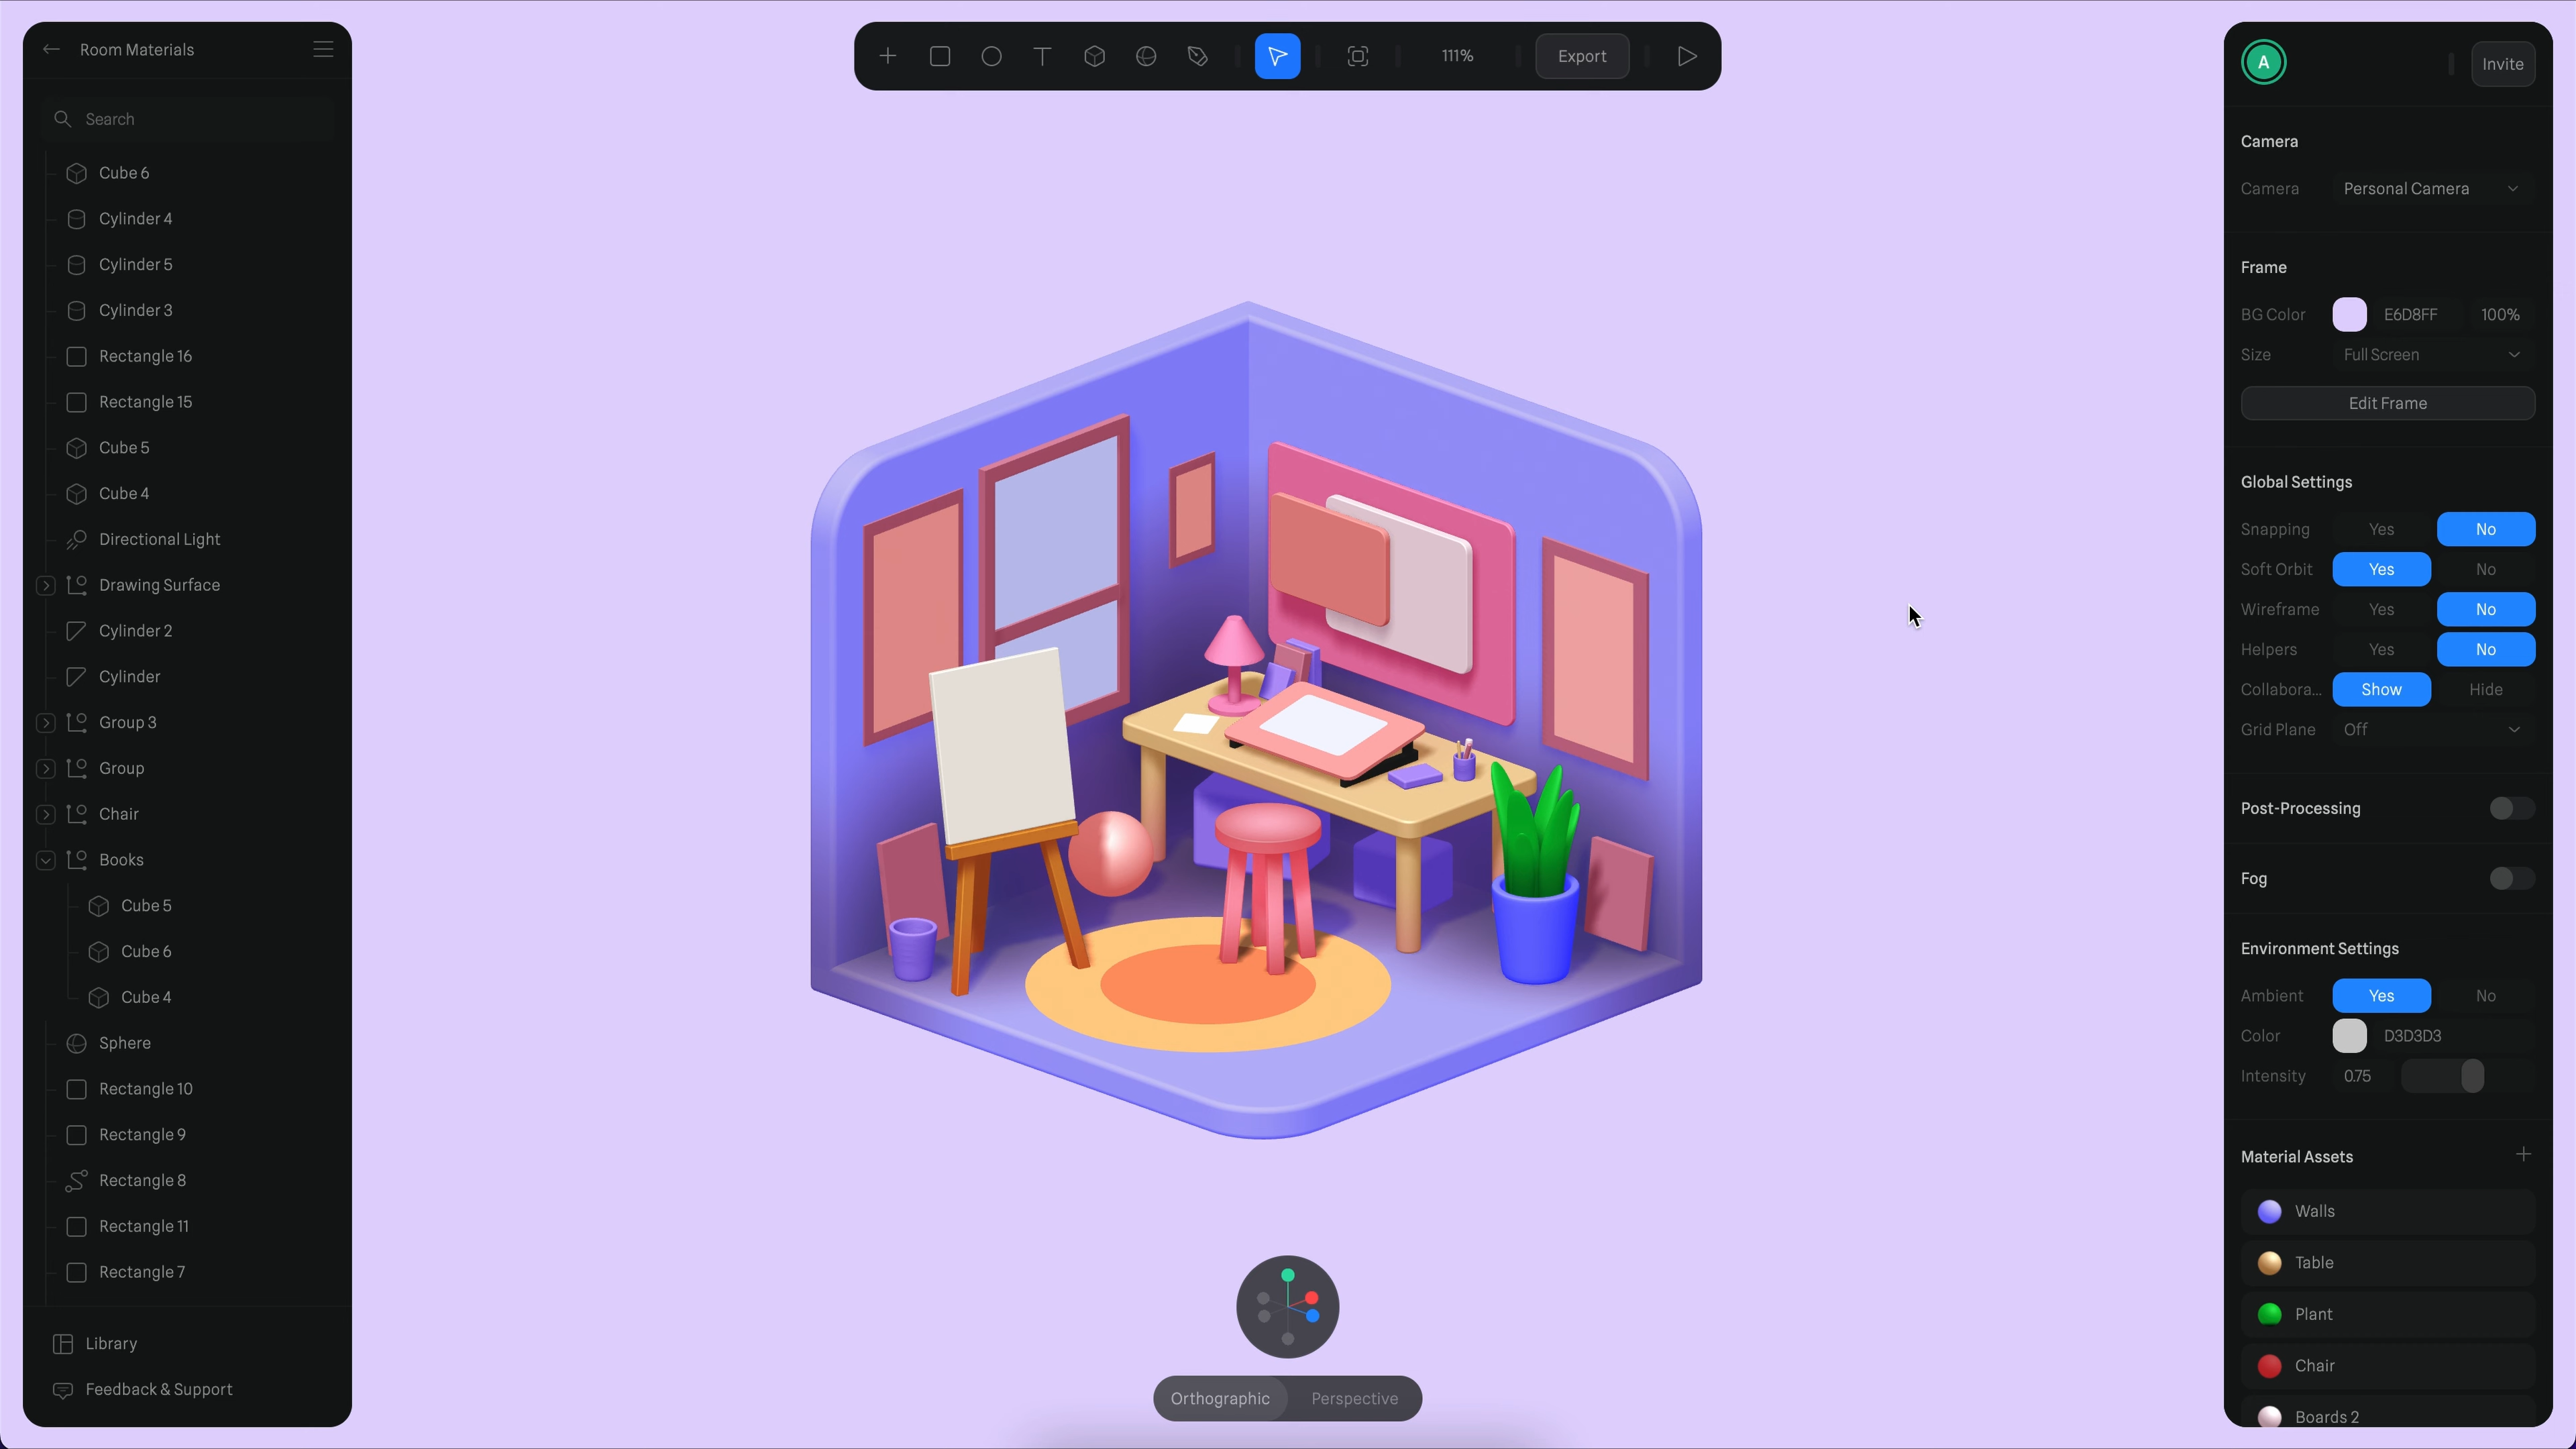 Room Materials
Search
Cube 6
Cylinder 4
Cylinder 5
Cylinder 3
Rectangle 16
Rectangle 15
Cube 5
Cube 4
Directional Light
Drawing Surface
Cylinder 2
Cylinder
Group 3
Group
Chair
Books
Cube 5
Cube 6
Cube 4
Sphere
Rectangle 10
Rectangle 9
Rectangle 8
Rectangle 11
Rectangle 7
Library
Feedback & Support
111%
Export
Orthographic
Perspective
A
Invite
Camera
Camera Personal Camera
Frame
BG Color E6D8FF 100%
Size Full Screen
Edit Frame
Global Settings
Snapping Yes No
Soft Orbit Yes No
Wireframe Yes No
Helpers Yes No
Collabora... Show Hide
Grid Plane Off
Post-Processing
Fog
Environment Settings
Ambient Yes No
Color D3D3D3
Intensity 0.75
Material Assets
Walls
Table
Plant
Chair
Boards 2